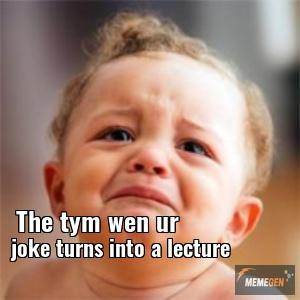 The tym wen ur
joke turns into a lecture
MEMEGEN